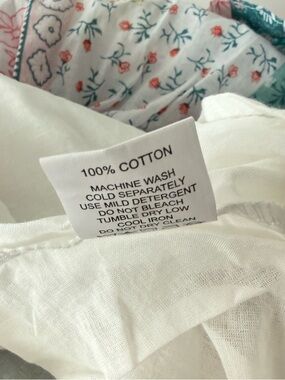 100% COTTON
MACHINE WASH
COLD SEPARATELY
USE MILD DETERGENT
DO NOT BLEACH
TUMBLE DRY LOW
COOL IRON
DO NOT DRY CLEAN